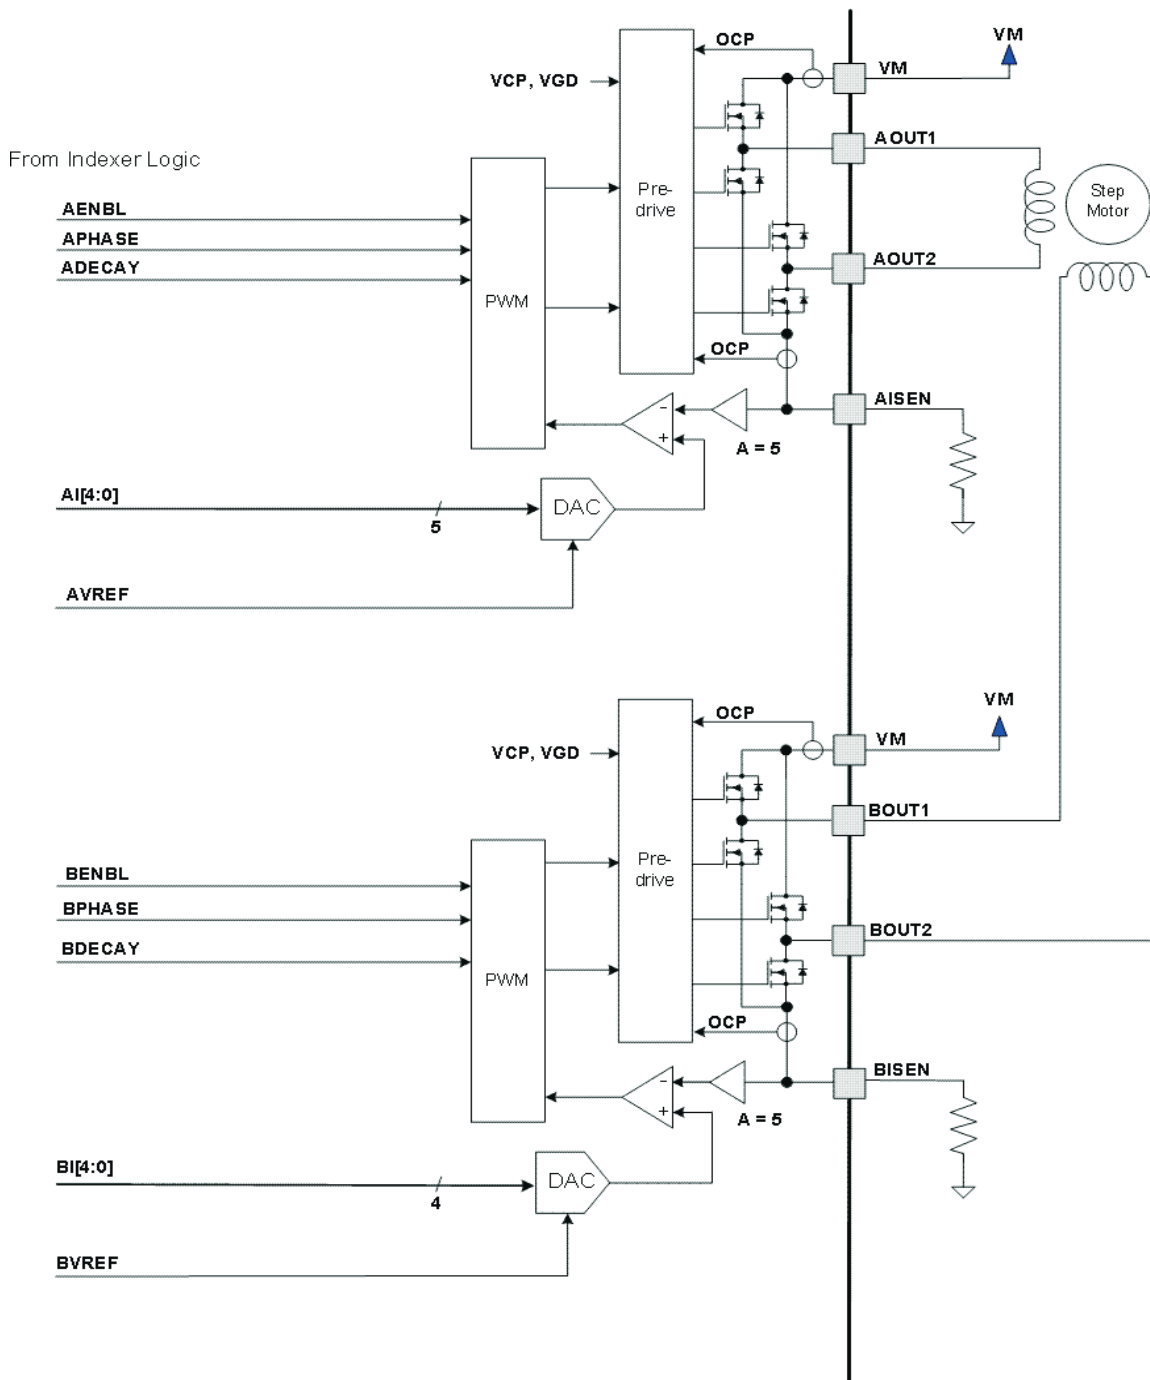 OCP
VM
VM
VCP, VGD
AOUT1
From Indexer Logic
Pre-
drive
Step
Motor
AENBL
APHASE
ADECAY
AOUT2
PWM
OCP
AISEN
-
+
A = 5
AI[4:0]
5
DAC
AVREF
OCP
VM
VM
VCP, VGD
BOUT1
Pre-
drive
BENBL
BPHASE
BDECAY
BOUT2
PWM
OCP
BISEN
-
+
A = 5
BI[4:0]
4
DAC
BVREF